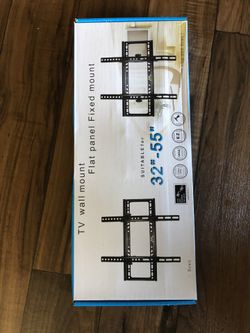 TV wall mount
Flat panel Fixed mount
SUITABLE for
32"-55"